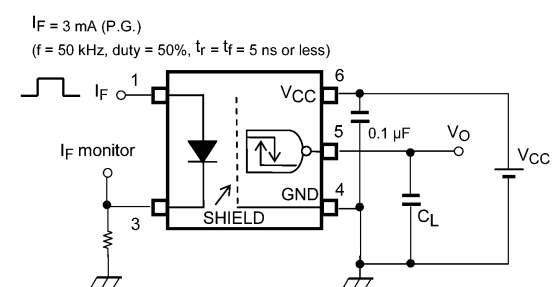 IF = 3 mA (P.G.)
(f = 50 kHz, duty = 50%, tr = tf = 5 ns or less)
1
6
IF
VCC
5
0.1 µF
VO
IF monitor
VCC
GND
4
3
SHIELD
CL